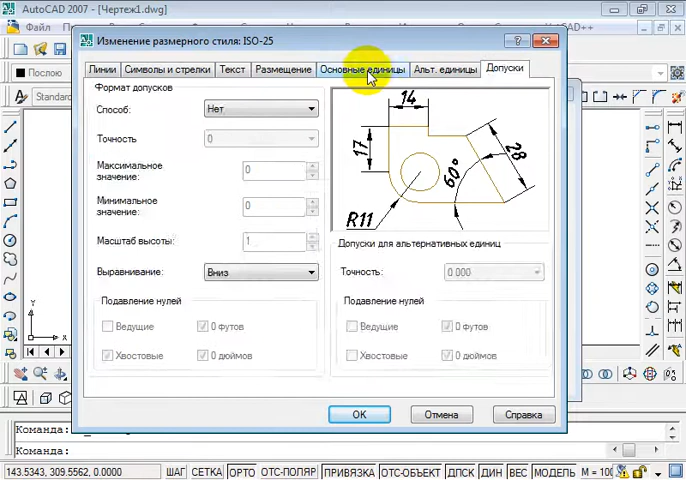 AutoCAD 2007 - [Чертеж1.dwg]
Файл
Изменение размерного стиля: ISO-25
Послою
Standard
Линии
Символы и стрелки
Текст
Размещение
Основные единицы
Альт. единицы
Допуски
Формат допусков
Способ:
Нет
Точность
0
Максимальное значение:
0
Минимальное значение:
0
Масштаб высоты:
1
Выравнивание:
Вниз
Подавление нулей
Ведущие
0 футов
Хвостовые
0 дюймов
14
17
28
60°
R11
Допуски для альтернативных единиц
Точность:
0.000
Подавление нулей
Ведущие
0 футов
Хвостовые
0 дюймов
OK
Отмена
Справка
Команда:
Команда:
143.5343, 309.5562, 0.0000
ШАГ
СЕТКА
ОРТО
ОТС-ПОЛЯР
ПРИВЯЗКА
ОТС-ОБЪЕКТ
ДПСК
ДИН
ВЕС
МОДЕЛЬ
Y
X